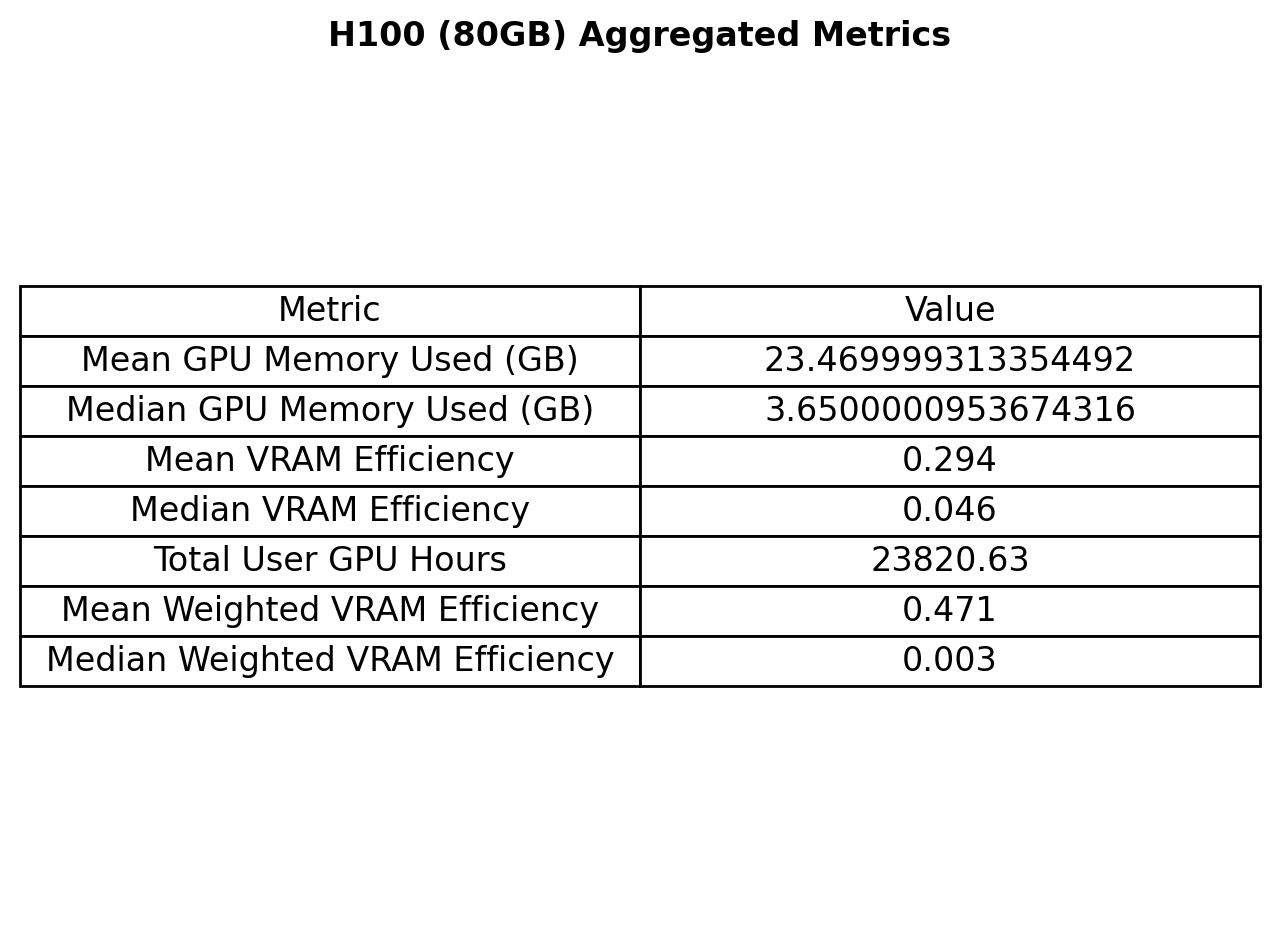 H100 (80GB) Aggregated Metrics
Metric Value
Mean GPU Memory Used (GB) 23.469999313354492
Median GPU Memory Used (GB) 3.6500000953674316
Mean VRAM Efficiency 0.294
Median VRAM Efficiency 0.046
Total User GPU Hours 23820.63
Mean Weighted VRAM Efficiency 0.471
Median Weighted VRAM Efficiency 0.003